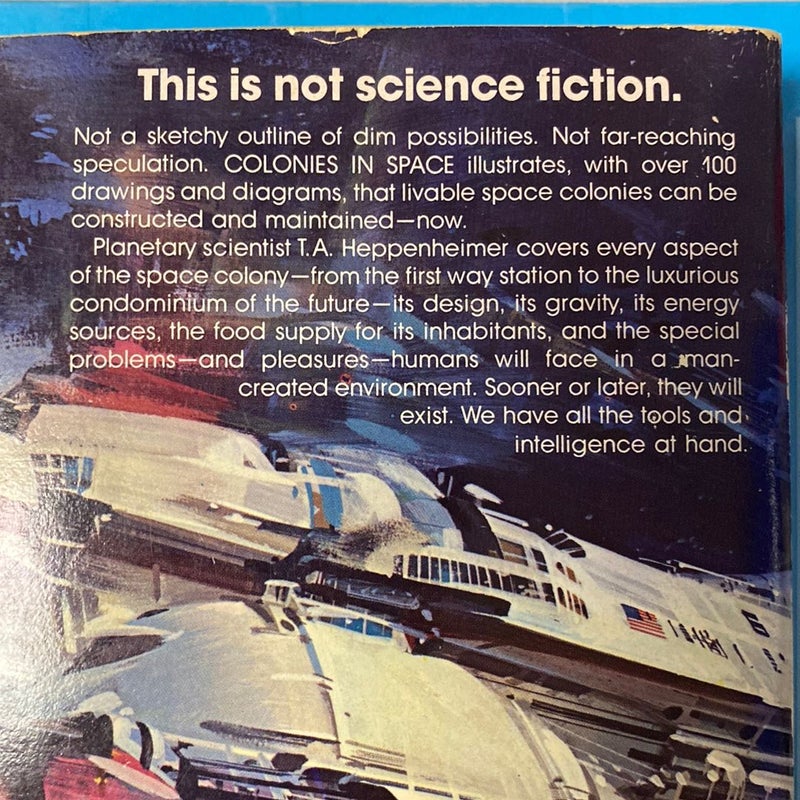 This is not science fiction.
Not a sketchy outline of dim possibilities. Not far-reaching
speculation. COLONIES IN SPACE illustrates, with over 100
drawings and diagrams, that livable space colonies can be
constructed and maintained—now.
Planetary scientist T.A. Heppenheimer covers every aspect
of the space colony—from the first way station to the luxurious
condominium of the future—its design, its gravity, its energy
sources, the food supply for its inhabitants, and the special
problems—and pleasures—humans will face in a man-
created environment. Sooner or later, they will
exist. We have all the tools and
intelligence at hand.